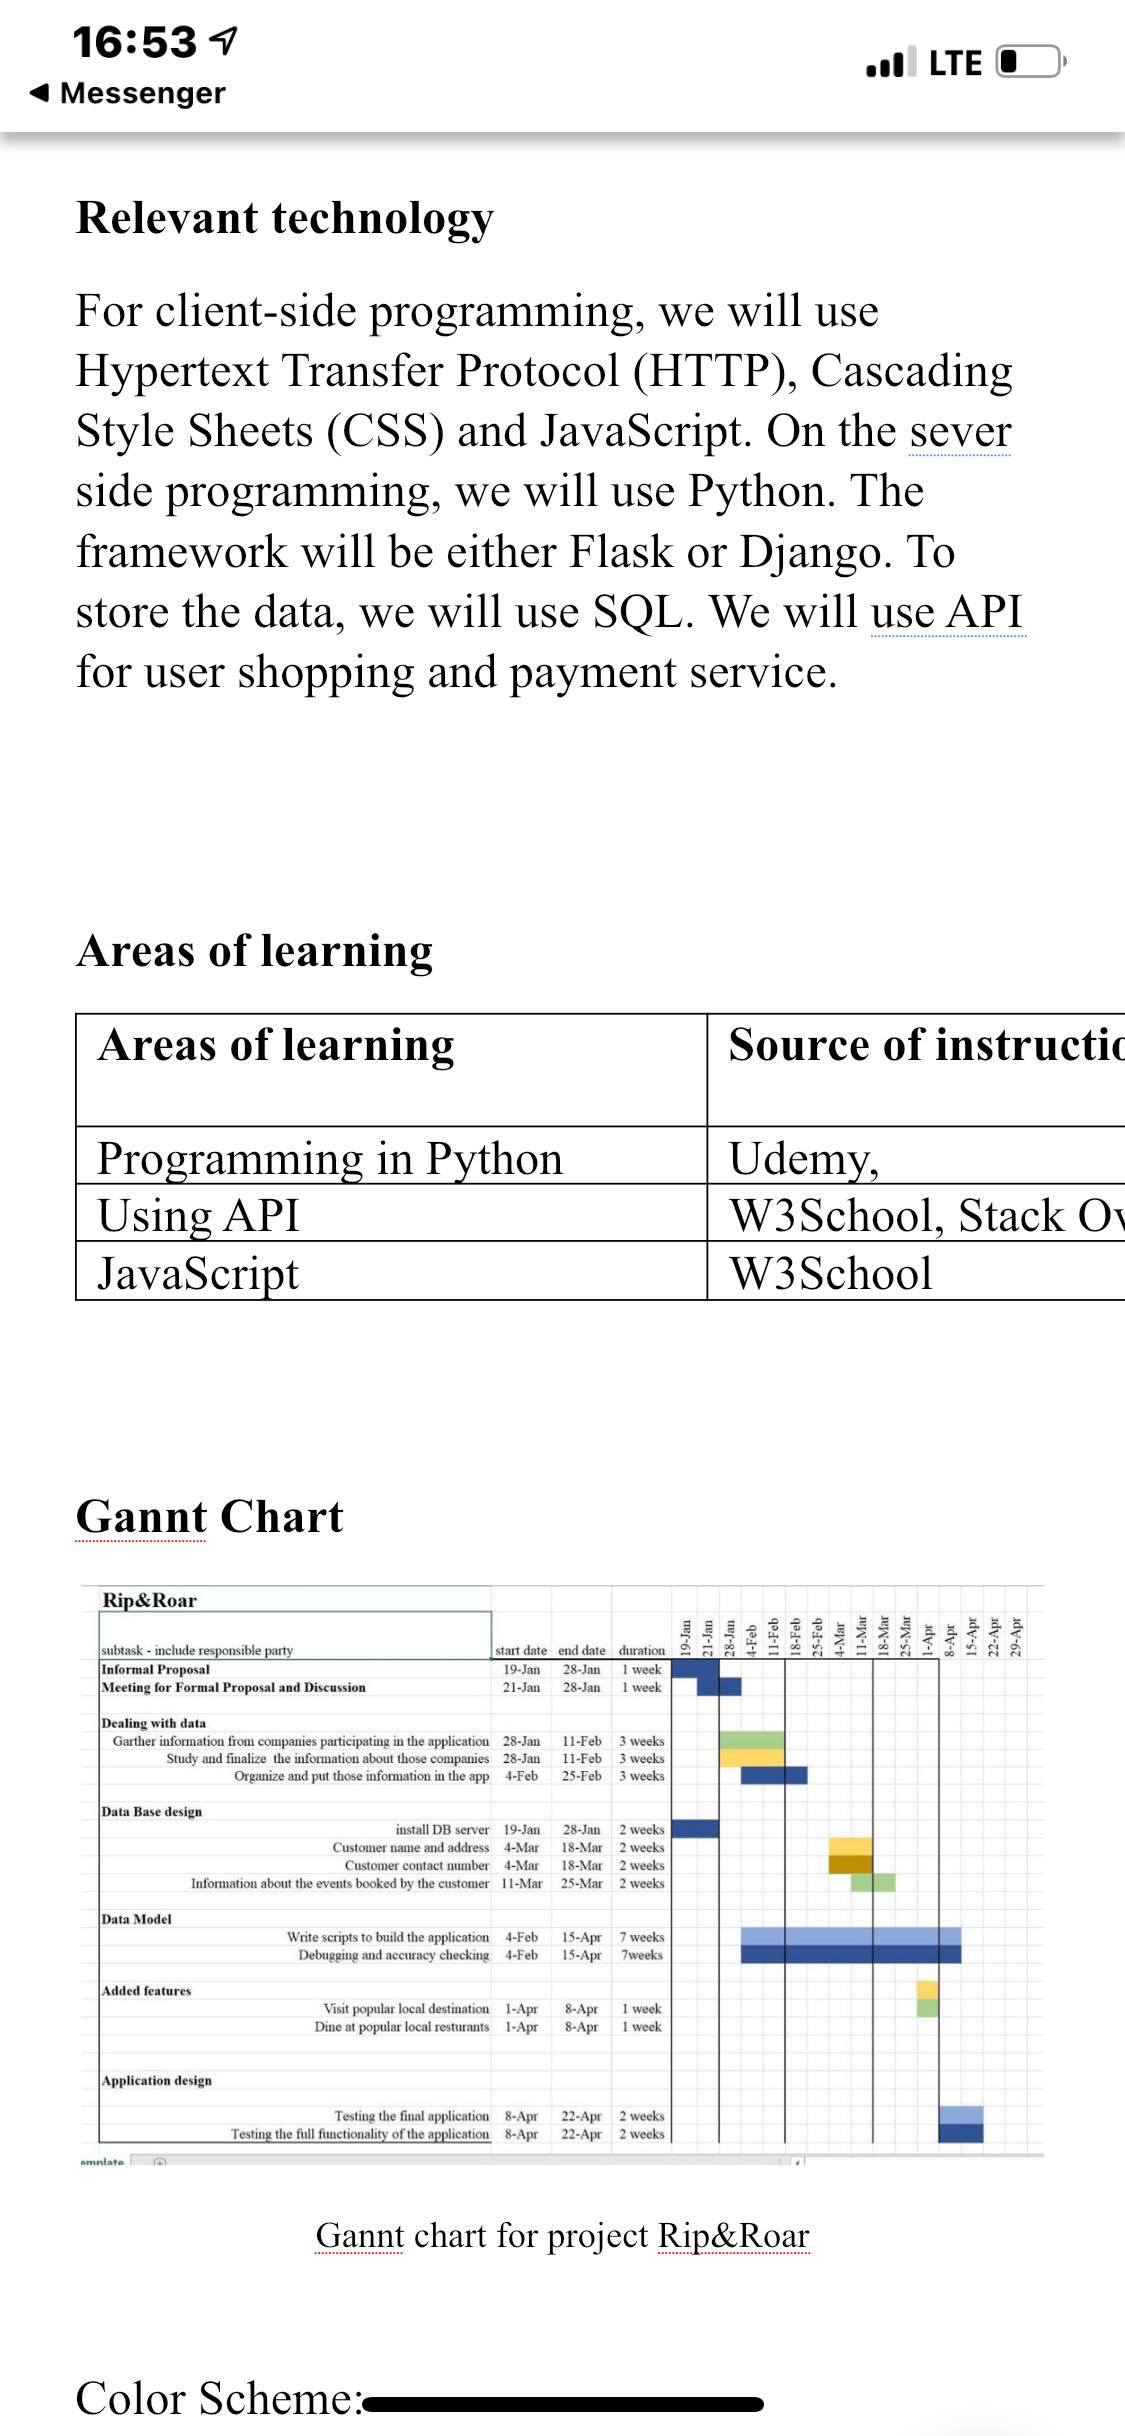 16:53
LTE
◀ Messenger
Relevant technology
For client-side programming, we will use
Hypertext Transfer Protocol (HTTP), Cascading
Style Sheets (CSS) and JavaScript. On the sever
side programming, we will use Python. The
framework will be either Flask or Django. To
store the data, we will use SQL. We will use API
for user shopping and payment service.
Areas of learning
Areas of learning Source of instructio
Programming in Python Udemy,
Using API W3School, Stack Ov
JavaScript W3School
Gannt Chart
Rip&Roar
subtask - include responsible party start date end date duration 19-Jan 21-Jan 28-Jan 4-Feb 11-Feb 18-Feb 25-Feb 4-Mar 11-Mar 18-Mar 25-Mar 1-Apr 8-Apr 15-Apr 22-Apr 29-Apr
Informal Proposal 19-Jan 28-Jan 1 week
Meeting for Formal Proposal and Discussion 21-Jan 28-Jan 1 week
Dealing with data
Garther information from companies participating in the application 28-Jan 11-Feb 3 weeks
Study and finalize the information about those companies 28-Jan 11-Feb 3 weeks
Organize and put those information in the app 4-Feb 25-Feb 3 weeks
Data Base design
install DB server 19-Jan 28-Jan 2 weeks
Customer name and address 4-Mar 18-Mar 2 weeks
Customer contact number 4-Mar 18-Mar 2 weeks
Information about the events booked by the customer 11-Mar 25-Mar 2 weeks
Data Model
Write scripts to build the application 4-Feb 15-Apr 7 weeks
Debugging and accuracy checking 4-Feb 15-Apr 7weeks
Added features
Visit popular local destination 1-Apr 8-Apr 1 week
Dine at popular local resturants 1-Apr 8-Apr 1 week
Application design
Testing the final application 8-Apr 22-Apr 2 weeks
Testing the full functionality of the application 8-Apr 22-Apr 2 weeks
emplate
Gannt chart for project Rip&Roar
Color Scheme: